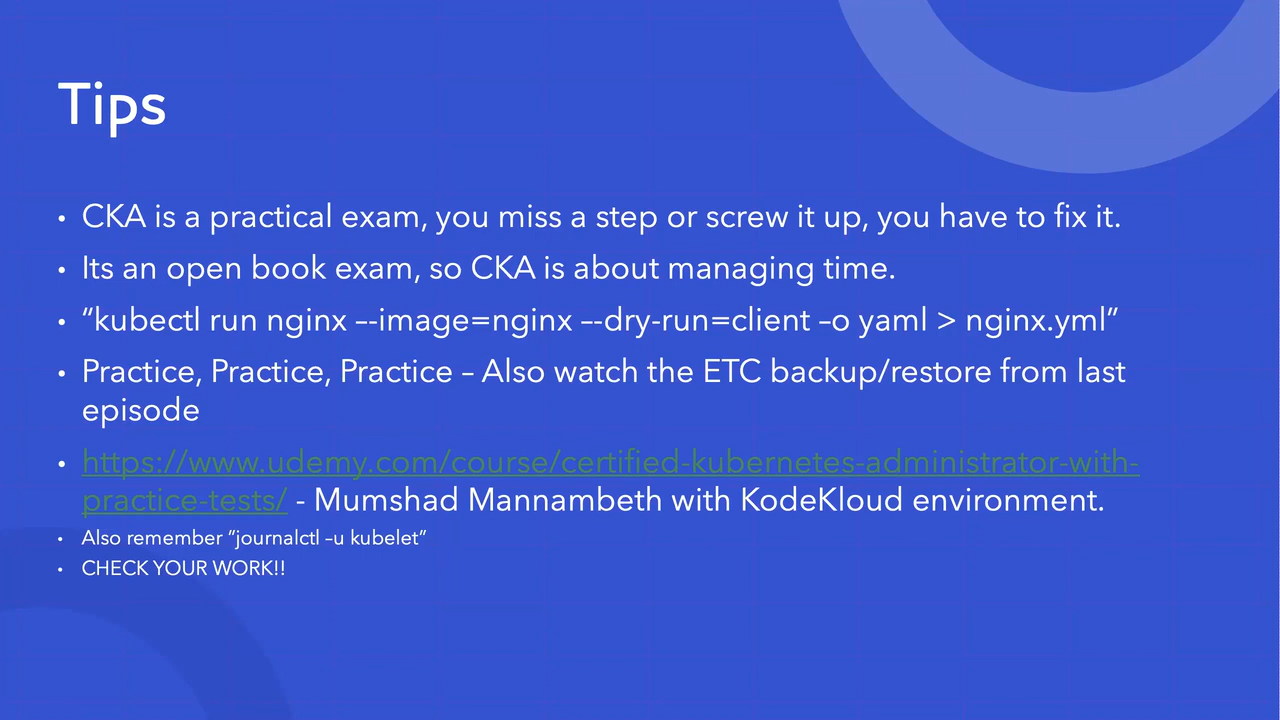 Tips
• CKA is a practical exam, you miss a step or screw it up, you have to fix it.
• Its an open book exam, so CKA is about managing time.
• “kubectl run nginx –-image=nginx –-dry-run=client –o yaml > nginx.yml”
• Practice, Practice, Practice – Also watch the ETC backup/restore from last
episode
• https://www.udemy.com/course/certified-kubernetes-administrator-with-
practice-tests/ - Mumshad Mannambeth with KodeKloud environment.
• Also remember “journalctl –u kubelet”
• CHECK YOUR WORK!!